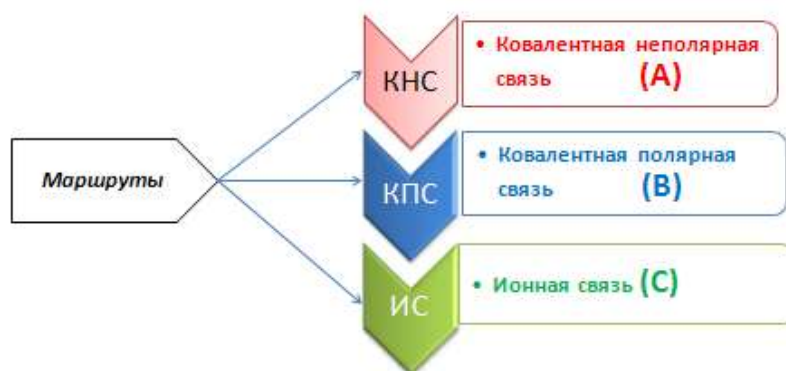 Маршруты
КНС
• Ковалентная неполярная
связь (А)
КПС
• Ковалентная полярная
связь (В)
ИС
• Ионная связь (С)